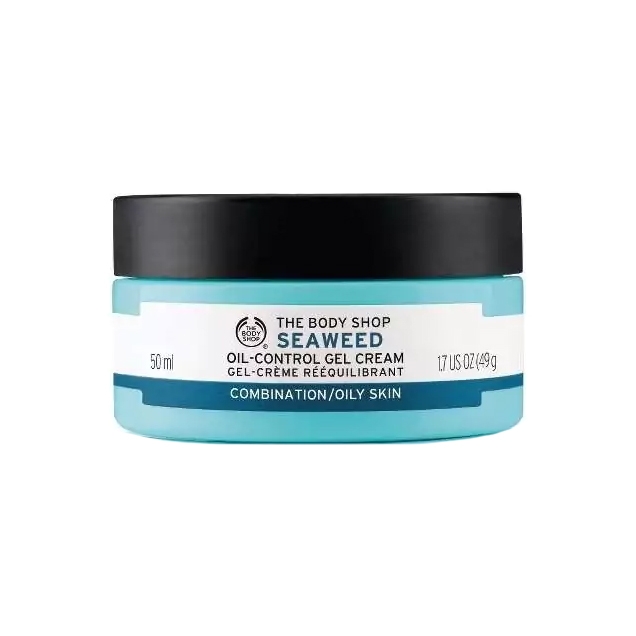 THE
BODY
SHOP
®
THE BODY SHOP
SEAWEED
50 ml
OIL-CONTROL GEL CREAM
1.7 US OZ (.49 g
GEL-CRÈME RÉÉQUILIBRANT
COMBINATION/OILY SKIN